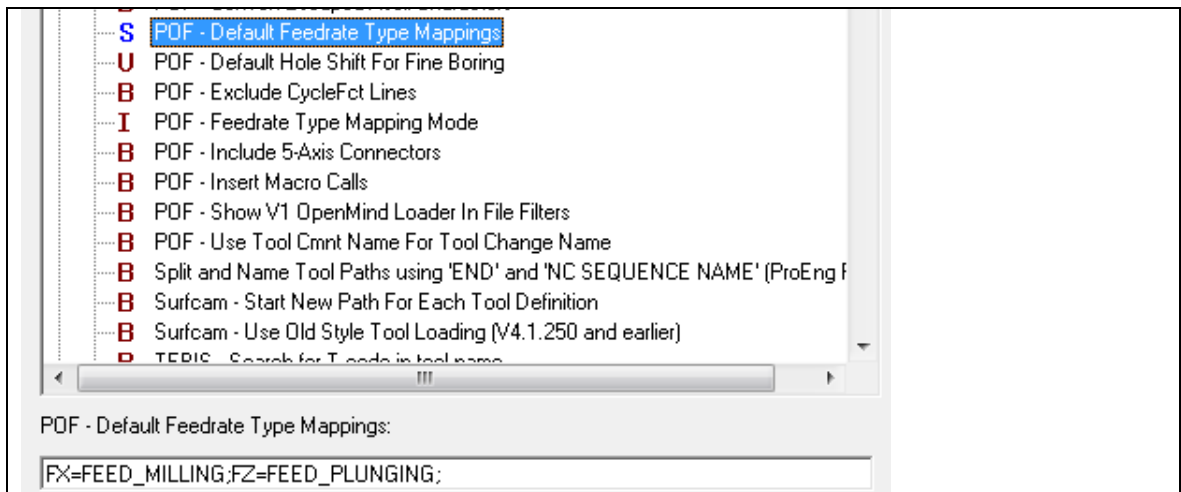 S POF - Default Feedrate Type Mappings
U POF - Default Hole Shift For Fine Boring
B POF - Exclude CycleFct Lines
I POF - Feedrate Type Mapping Mode
B POF - Include 5-Axis Connectors
B POF - Insert Macro Calls
B POF - Show V1 OpenMind Loader In File Filters
B POF - Use Tool Cmnt Name For Tool Change Name
B Split and Name Tool Paths using 'END' and 'NC SEQUENCE NAME' (ProEng
B Surfcam - Start New Path For Each Tool Definition
B Surfcam - Use Old Style Tool Loading (V4.1.250 and earlier)
POF - Default Feedrate Type Mappings:
FX=FEED_MILLING;FZ=FEED_PLUNGING;